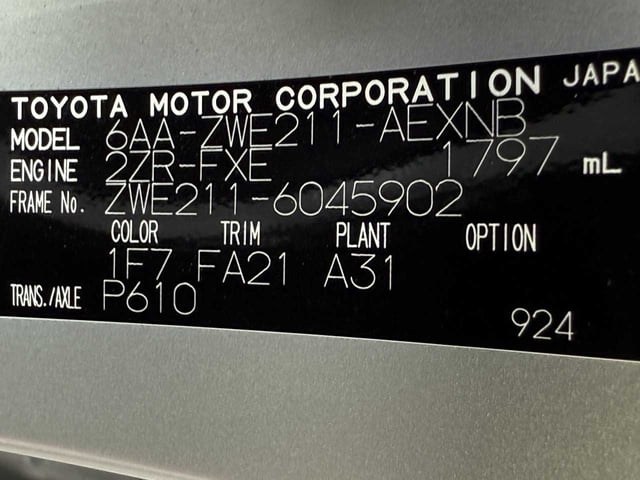 TOYOTA MOTOR CORPORATION JAPA
MODEL 6AA-ZWE211-AEXNB
ENGINE 2ZR-FXE 1797 mL
FRAME No. ZWE211-6045902
COLOR TRIM PLANT OPTION
1F7 FA21 A31
TRANS./AXLE P610
924